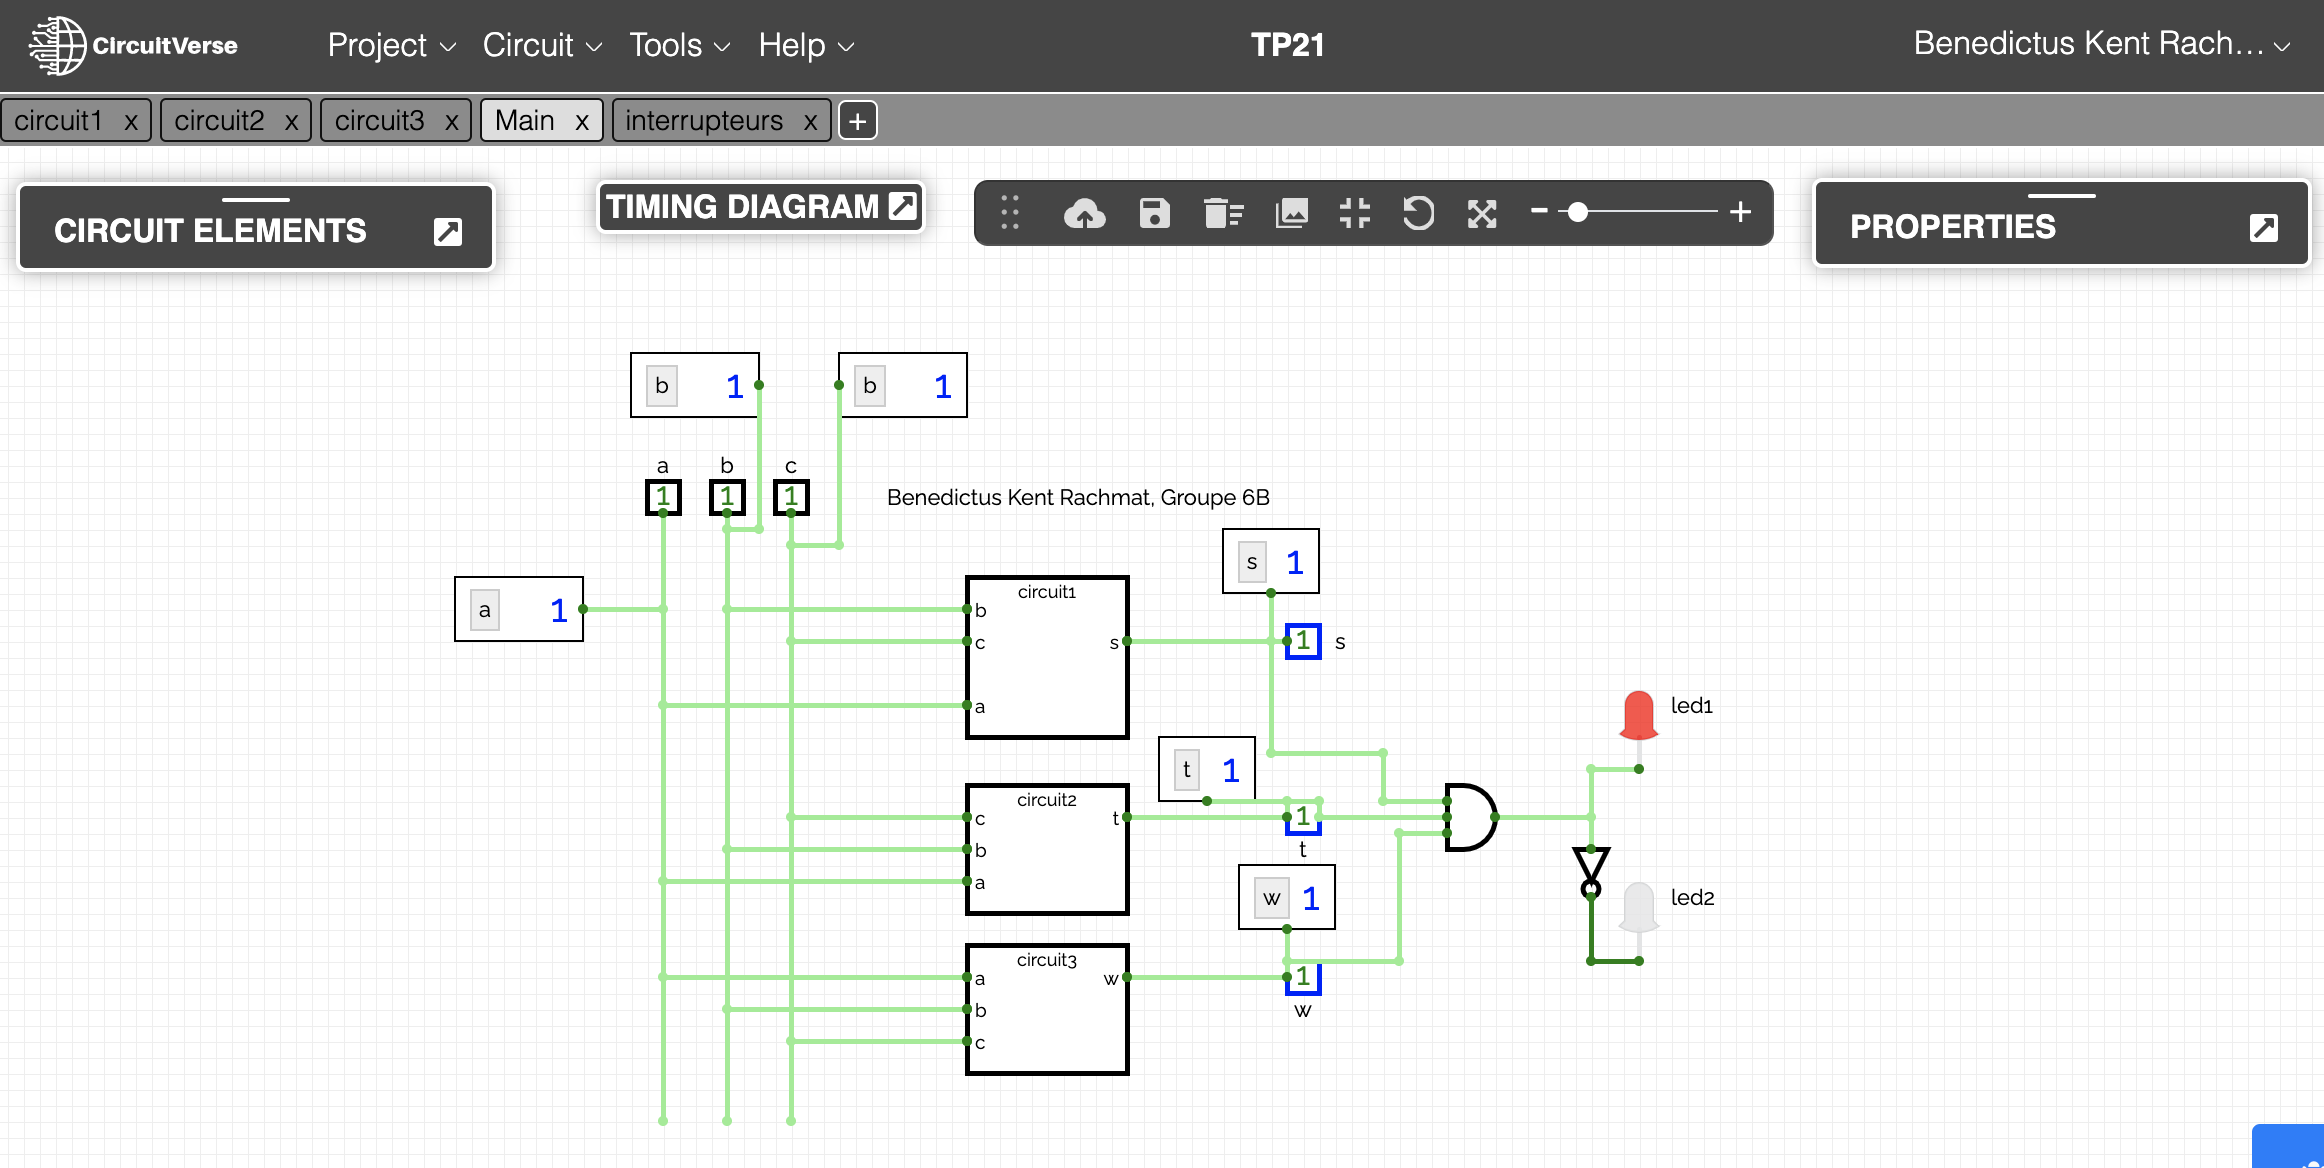 CircuitVerse Project Circuit Tools Help TP21 Benedictus Kent Rach...
circuit1 x circuit2 x circuit3 x Main x interrupteurs x +
CIRCUIT ELEMENTS TIMING DIAGRAM PROPERTIES
b 1 b 1
a b c
1 1 1 Benedictus Kent Rachmat, Groupe 6B
s 1
a 1
circuit1
b
c s 1 s
a
led1
t 1
circuit2
c t 1
b t
a
w 1 led2
circuit3
a w 1
b w
c